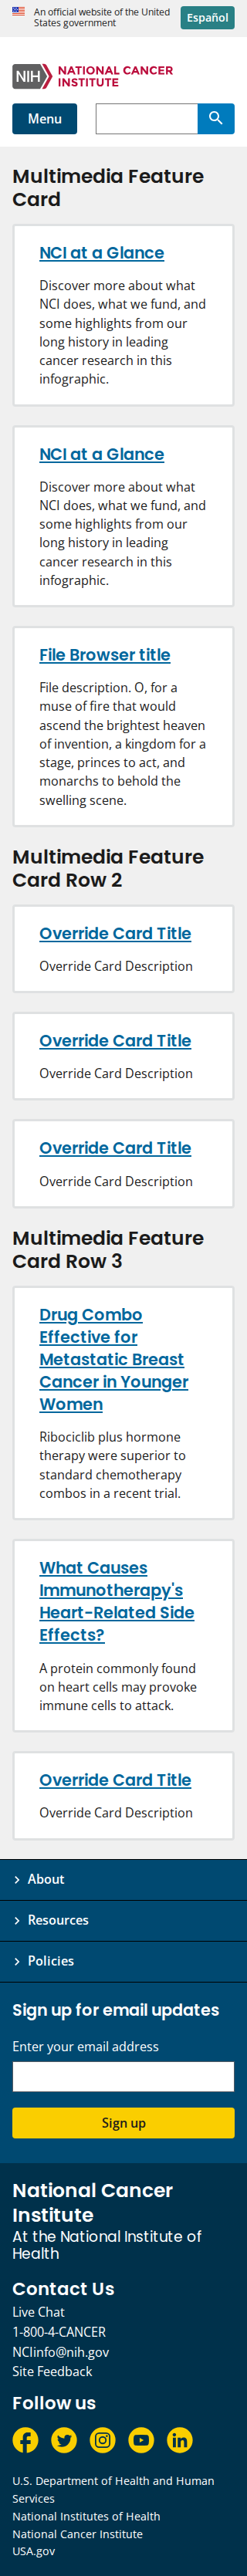 An official website of the United
States government
Español
NIH NATIONAL CANCER
INSTITUTE
Menu
Multimedia Feature
Card
NCI at a Glance
Discover more about what
NCI does, what we fund, and
some highlights from our
long history in leading
cancer research in this
infographic.
NCI at a Glance
Discover more about what
NCI does, what we fund, and
some highlights from our
long history in leading
cancer research in this
infographic.
File Browser title
File description. O, for a
muse of fire that would
ascend the brightest heaven
of invention, a kingdom for a
stage, princes to act, and
monarchs to behold the
swelling scene.
Multimedia Feature
Card Row 2
Override Card Title
Override Card Description
Override Card Title
Override Card Description
Override Card Title
Override Card Description
Multimedia Feature
Card Row 3
Drug Combo
Effective for
Metastatic Breast
Cancer in Younger
Women
Ribociclib plus hormone
therapy were superior to
standard chemotherapy
combos in a recent trial.
What Causes
Immunotherapy's
Heart-Related Side
Effects?
A protein commonly found
on heart cells may provoke
immune cells to attack.
Override Card Title
Override Card Description
About
Resources
Policies
Sign up for email updates
Enter your email address
Sign up
National Cancer
Institute
At the National Institute of
Health
Contact Us
Live Chat
1-800-4-CANCER
NCIinfo@nih.gov
Site Feedback
Follow us
U.S. Department of Health and Human
Services
National Institutes of Health
National Cancer Institute
USA.gov